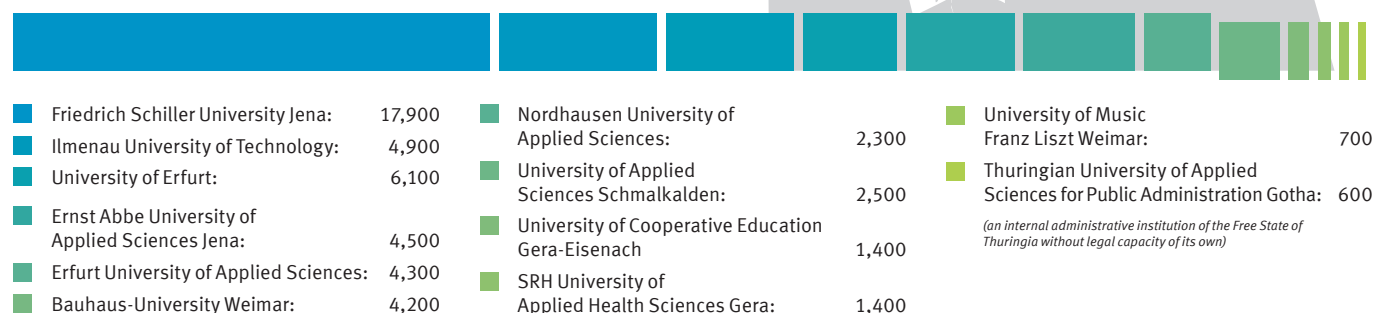 Friedrich Schiller University Jena: 17,900
Ilmenau University of Technology: 4,900
University of Erfurt: 6,100
Ernst Abbe University of
Applied Sciences Jena: 4,500
Erfurt University of Applied Sciences: 4,300
Bauhaus-University Weimar: 4,200
Nordhausen University of
Applied Sciences: 2,300
University of Applied
Sciences Schmalkalden: 2,500
University of Cooperative Education
Gera-Eisenach 1,400
SRH University of
Applied Health Sciences Gera: 1,400
University of Music
Franz Liszt Weimar: 700
Thuringian University of Applied
Sciences for Public Administration Gotha: 600
(an internal administrative institution of the Free State of
Thuringia without legal capacity of its own)